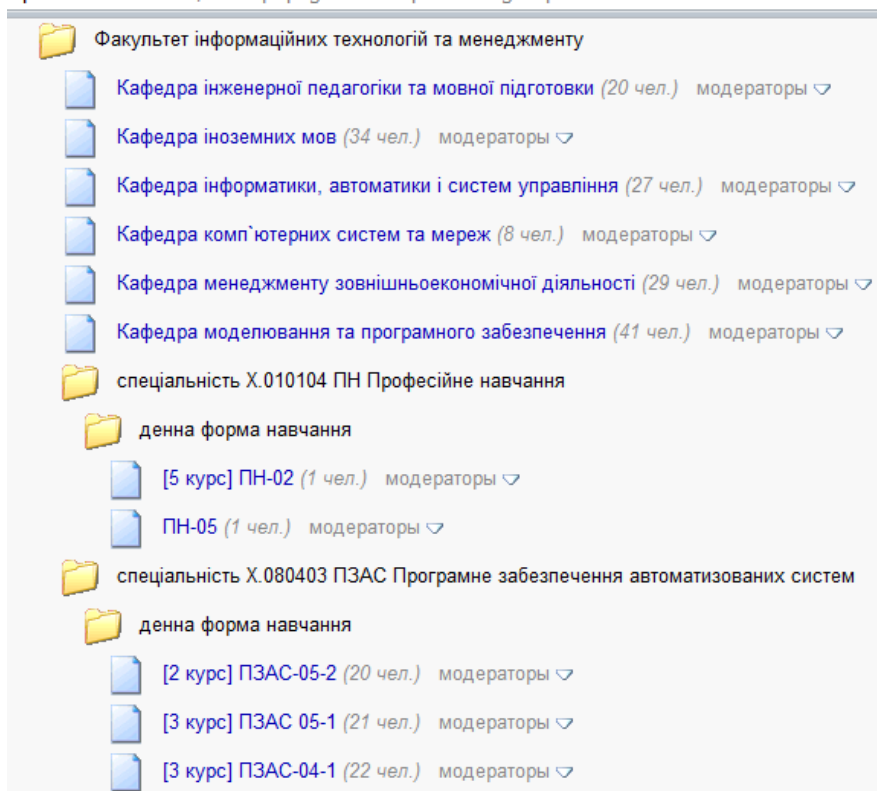 Факультет інформаційних технологій та менеджменту
Кафедра інженерної педагогіки та мовної підготовки (20 чел.) модераторы
Кафедра іноземних мов (34 чел.) модераторы
Кафедра інформатики, автоматики і систем управління (27 чел.) модераторы
Кафедра комп`ютерних систем та мереж (8 чел.) модераторы
Кафедра менеджменту зовнішньоекономічної діяльності (29 чел.) модераторы
Кафедра моделювання та програмного забезпечення (41 чел.) модераторы
спеціальність Х.010104 ПН Професійне навчання
денна форма навчання
[5 курс] ПН-02 (1 чел.) модераторы
ПН-05 (1 чел.) модераторы
спеціальність Х.080403 ПЗАС Програмне забезпечення автоматизованих систем
денна форма навчання
[2 курс] ПЗАС-05-2 (20 чел.) модераторы
[3 курс] ПЗАС 05-1 (21 чел.) модераторы
[3 курс] ПЗАС-04-1 (22 чел.) модераторы